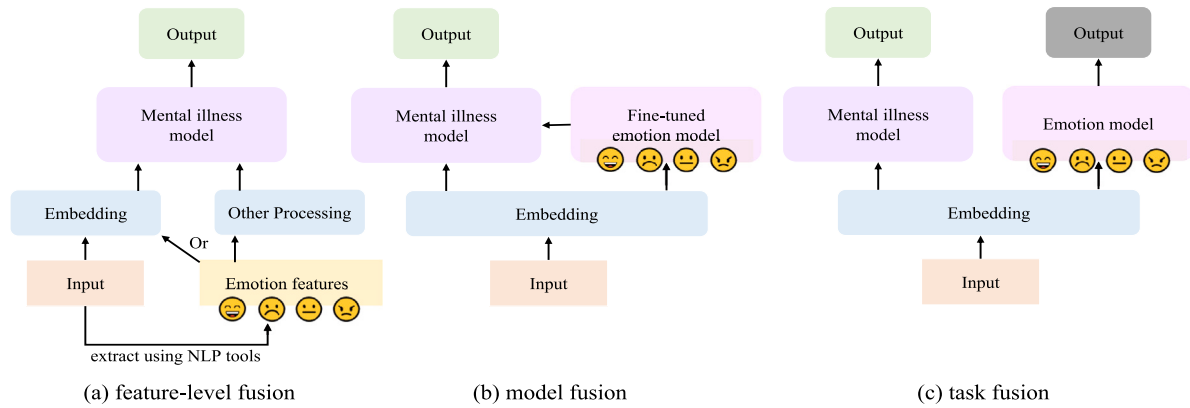 Output
Mental illness
model
Embedding
Other Processing
Or
Input
Emotion features
extract using NLP tools
(a) feature-level fusion
Output
Mental illness
model
Fine-tuned
emotion model
Embedding
Input
(b) model fusion
Output
Output
Mental illness
model
Emotion model
Embedding
Input
(c) task fusion